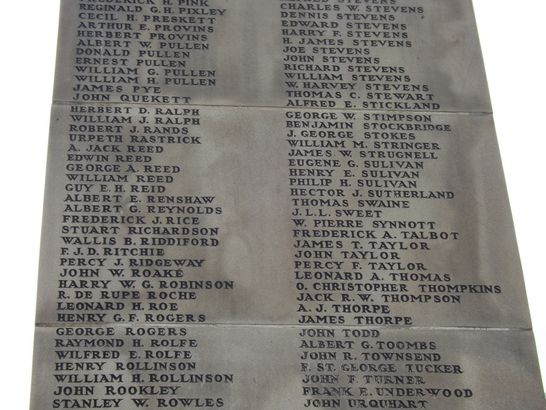 FREDERICK H. PINK
REGINALD G. H. PIXLEY
CECIL H. PRESKETT
ARTHUR E. PROVINS
HERBERT PROVINS
ALBERT W. PULLEN
DONALD PULLEN
ERNEST PULLEN
WILLIAM G. PULLEN
WILLIAM H. PULLEN
JAMES PYE
JOHN QUEKETT
HERBERT D. RALPH
WILLIAM J. RALPH
ROBERT J. RANDS
URPETH RASTRICK
A. JACK REED
EDWIN REED
GEORGE A. REED
WILLIAM REED
GUY E. H. REID
ALBERT E. RENSHAW
ALBERT G. REYNOLDS
FREDERICK J. RICE
STUART RICHARDSON
WALLIS B. RIDDIFORD
F. J. D. RITCHIE
PERCY J. RIDGEWAY
JOHN W. ROAKE
HARRY W. G. ROBINSON
R. DE RUPE ROCHE
LEONARD H. ROE
HENRY G. F. ROGERS
GEORGE ROGERS
RAYMOND H. ROLFE
WILFRED E. ROLFE
HENRY ROLLINSON
WILLIAM H. ROLLINSON
JOHN ROOKLEY
STANLEY W. ROWLES
STEVENS
CHARLES W. STEVENS
DENNIS STEVENS
EDWARD STEVENS
HARRY F. STEVENS
H. JAMES STEVENS
JOE STEVENS
JOHN STEVENS
RICHARD STEVENS
WILLIAM STEVENS
W. HARVEY STEVENS
THOMAS C. STEWART
ALFRED E. STICKLAND
GEORGE W. STIMPSON
BENJAMIN STOCKBRIDGE
J. GEORGE STOKES
WILLIAM M. STRINGER
JAMES W. STRUGNELL
EUGENE G. SULIVAN
HENRY E. SULIVAN
PHILIP H. SULIVAN
HECTOR J. SUTHERLAND
THOMAS SWAINE
J. L. L. SWEET
W. PIERRE SYNNOTT
FREDERICK A. TALBOT
JAMES T. TAYLOR
JOHN TAYLOR
PERCY F. TAYLOR
LEONARD A. THOMAS
O. CHRISTOPHER THOMPKINS
JACK R. W. THOMPSON
A. J. THORPE
JAMES THORPE
JOHN TODD
ALBERT G. TOOMBS
JOHN R. TOWNSEND
F. ST. GEORGE TUCKER
JOHN F. TURNER
FRANK E. UNDERWOOD
JOHN URQUHART